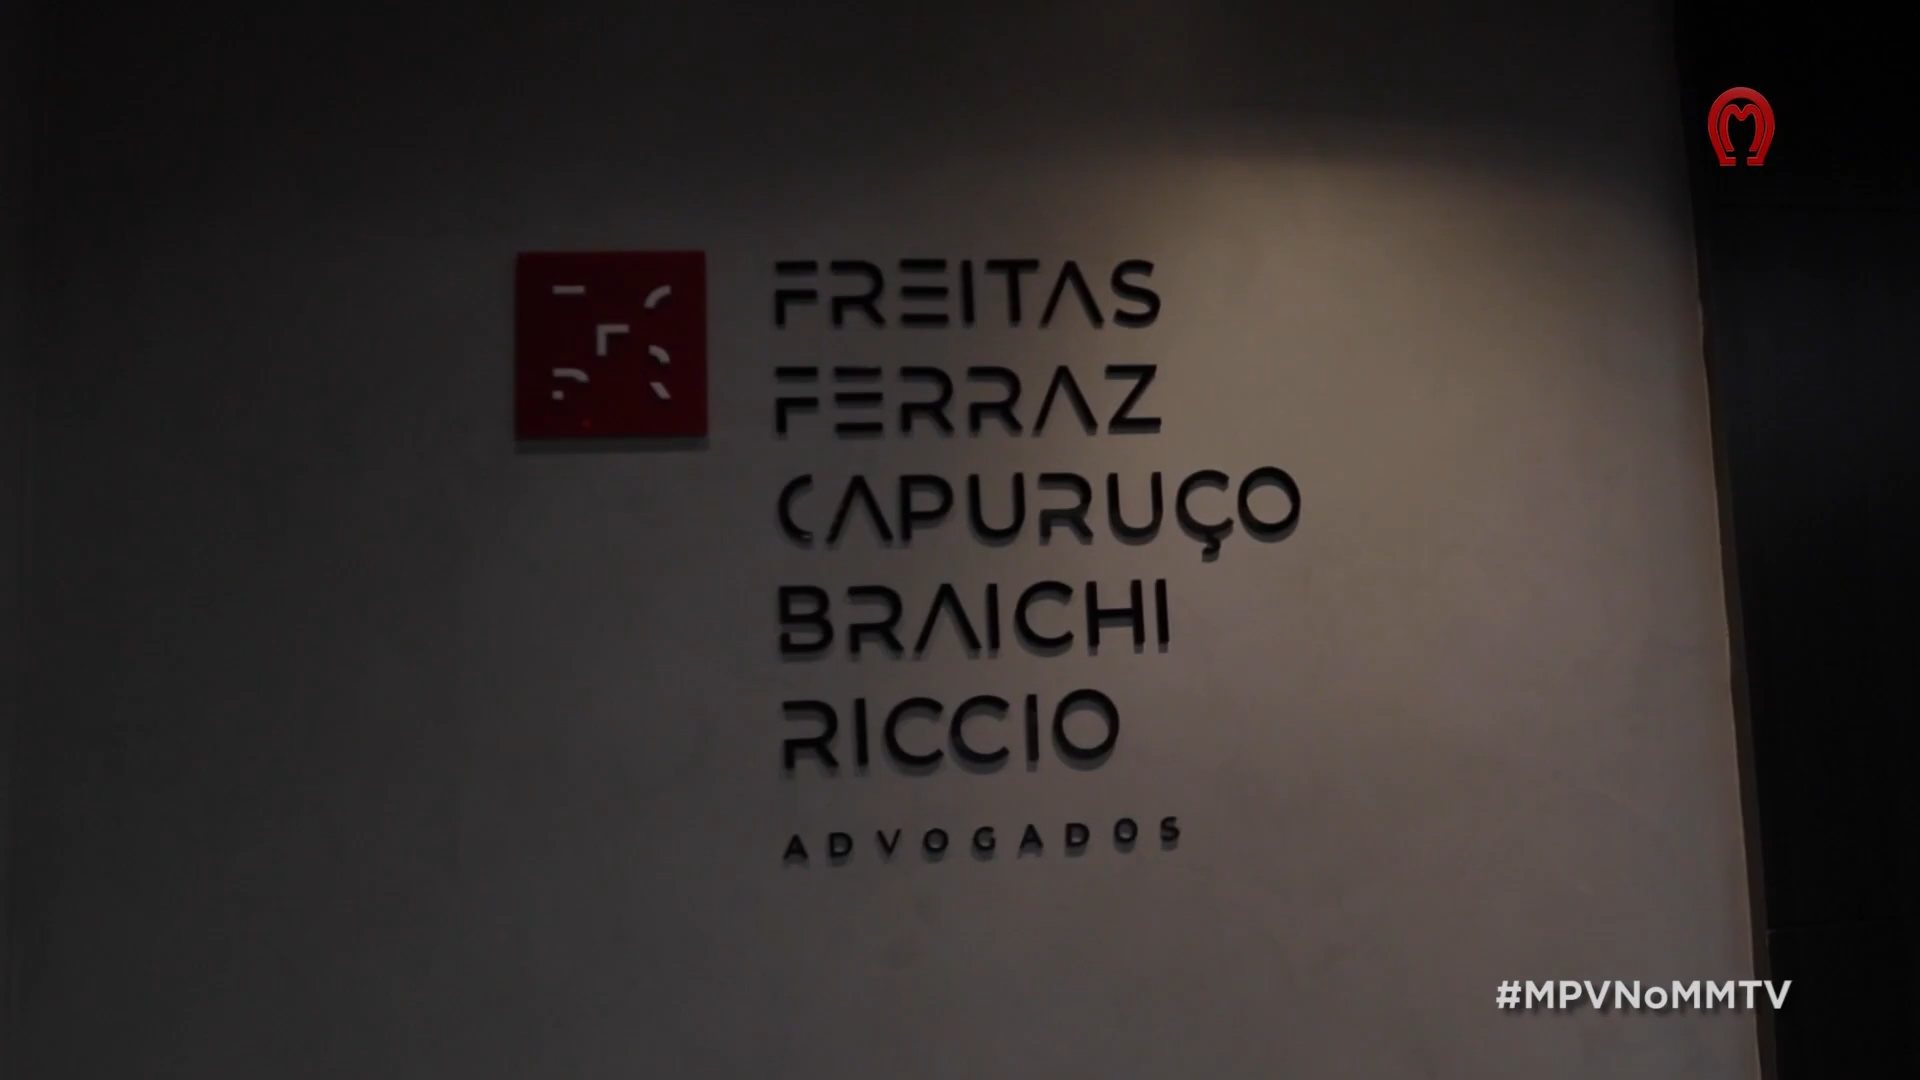 FREITAS
FERRAZ
CAPURUÇO
BRAICHI
RICCIO
ADVOGADOS
#MPVNoMMTV